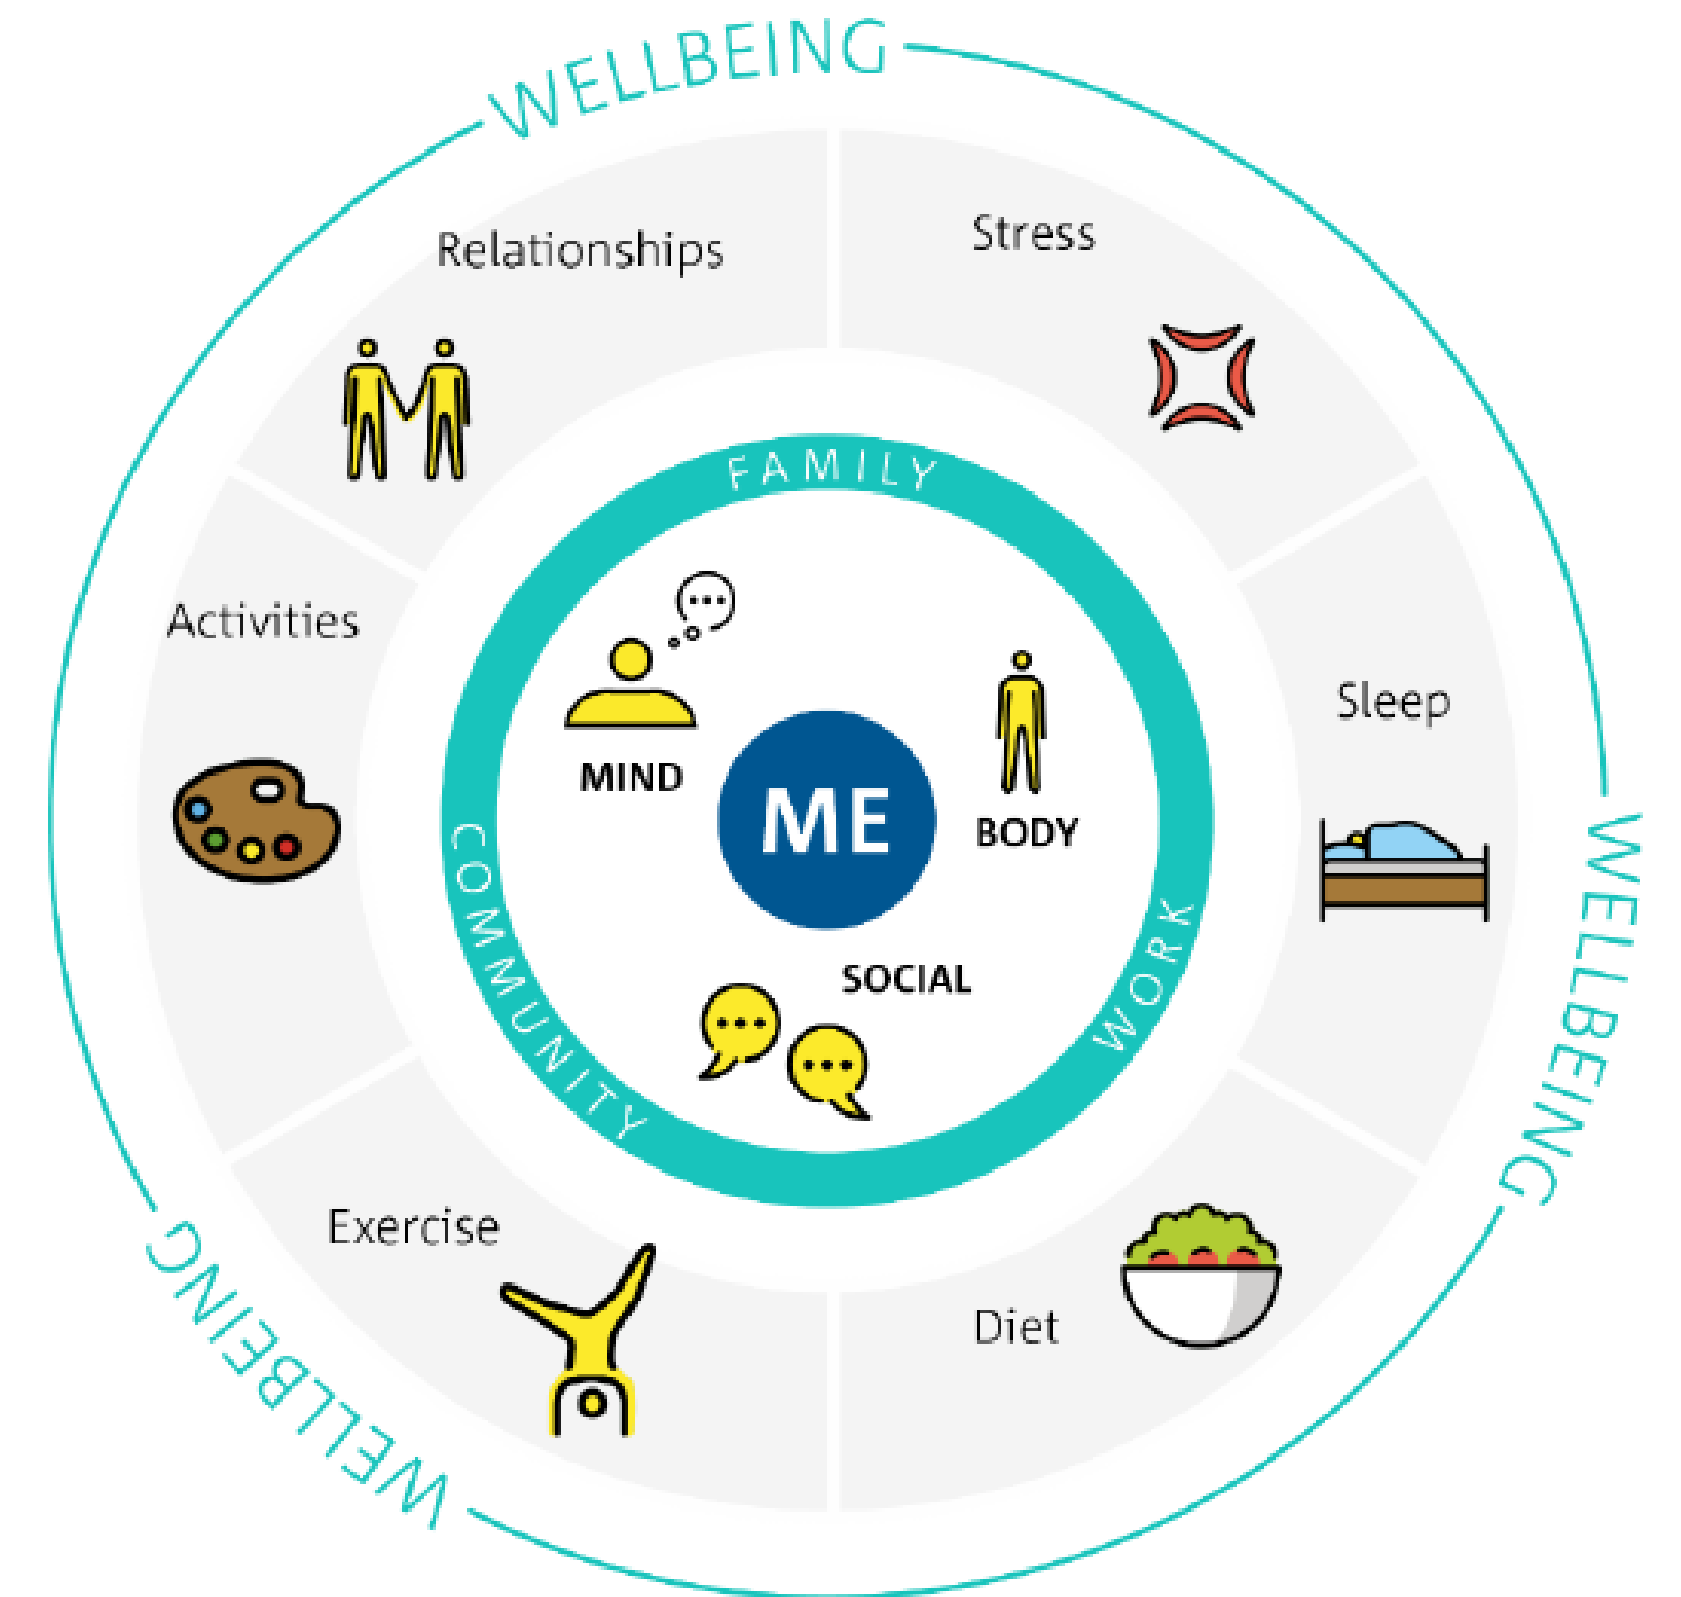 WELLBEING
Relationships
Stress
FAMILY
Activities
Sleep
MIND
ME
BODY
COMMUNITY
WORK
SOCIAL
WELLBEING
Exercise
Diet
WELLBEING